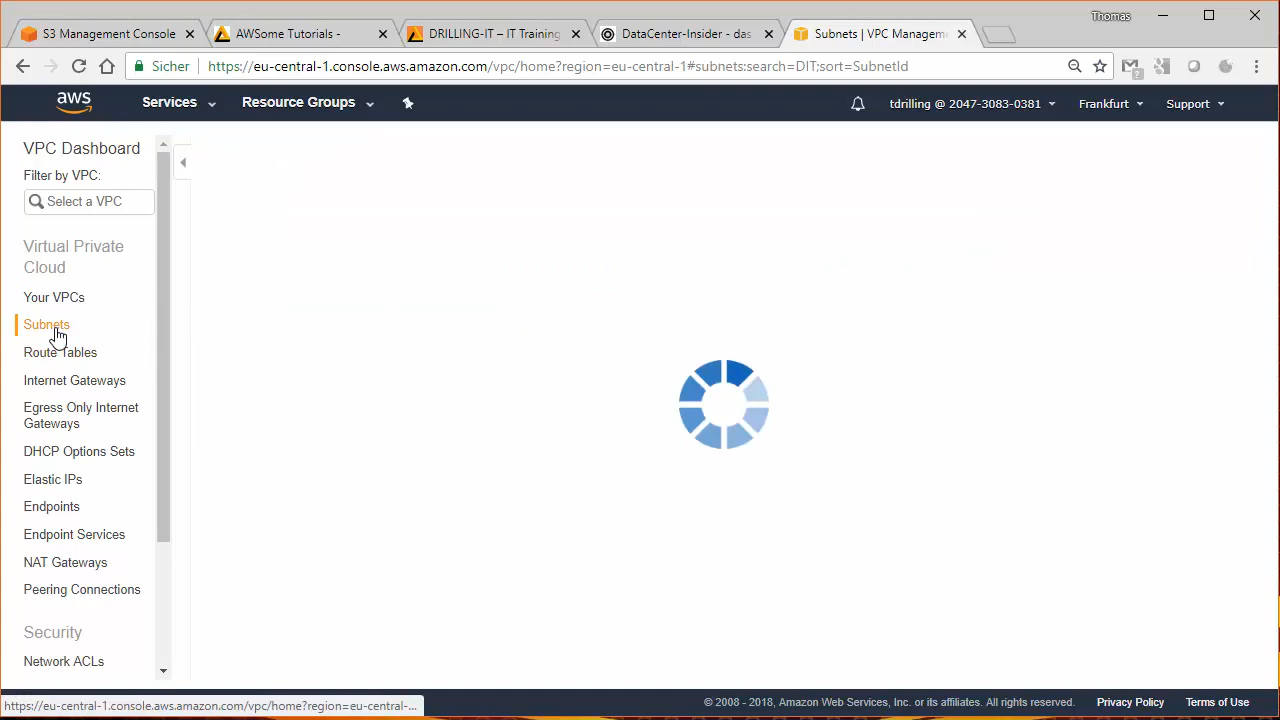 Thomas
S3 Management Console
AWSome Tutorials -
DRILLING-IT – IT Training
DataCenter-Insider - das
Subnets | VPC Manageme
Sicher
https://eu-central-1.console.aws.amazon.com/vpc/home?region=eu-central-1#subnets:search=DIT;sort=SubnetId
aws
Services
Resource Groups
tdrilling @ 2047-3083-0381
Frankfurt
Support
VPC Dashboard
Filter by VPC:
Select a VPC
Virtual Private
Cloud
Your VPCs
Subnets
Route Tables
Internet Gateways
Egress Only Internet
Gateways
DHCP Options Sets
Elastic IPs
Endpoints
Endpoint Services
NAT Gateways
Peering Connections
Security
Network ACLs
https://eu-central-1.console.aws.amazon.com/vpc/home?region=eu-central-...
© 2008 - 2018, Amazon Web Services, Inc. or its affiliates. All rights reserved.
Privacy Policy
Terms of Use